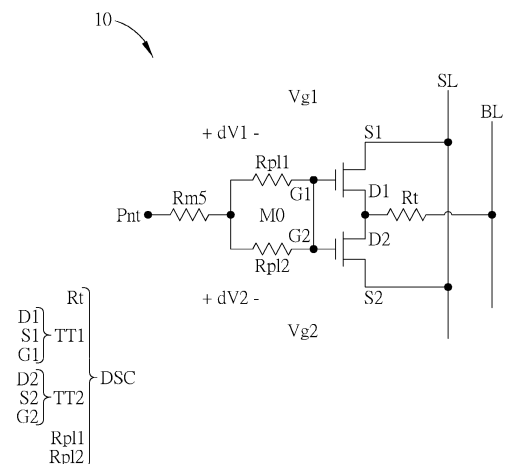 10
Vg1
SL
BL
+ dV1 -
S1
Rpl1
Rm5
G1
D1
Rt
Pnt
M0
G2
D2
Rpl2
S2
+ dV2 -
Vg2
Rt
D1
S1
G1
TT1
D2
S2
G2
TT2
Rpl1
Rpl2
DSC